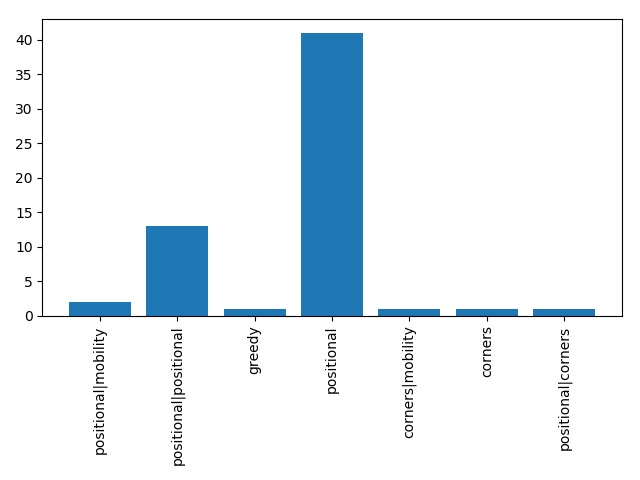 40
35
30
25
20
15
10
5
0
positional|mobility
positional|positional
greedy
positional
corners|mobility
corners
positional|corners